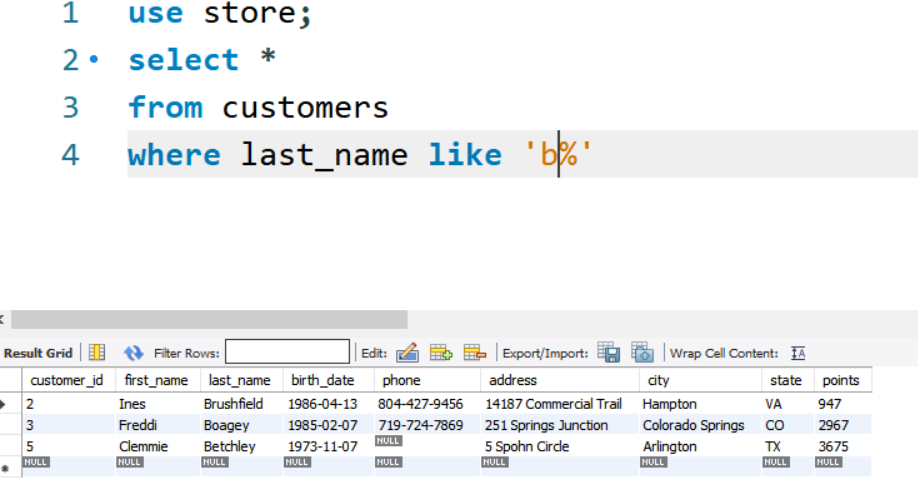 1 use store;
2 select *
3 from customers
4 where last_name like 'b%'
Result Grid Filter Rows: Edit: Export/Import: Wrap Cell Content: IA
customer_id first_name last_name birth_date phone address city state points
2 Ines Brushfield 1986-04-13 804-427-9456 14187 Commercial Trail Hampton VA 947
3 Freddi Boagey 1985-02-07 719-724-7869 251 Springs Junction Colorado Springs CO 2967
5 Clemmie Betchley 1973-11-07 NULL 5 Spohn Circle Arlington TX 3675
NULL NULL NULL NULL NULL NULL NULL NULL NULL